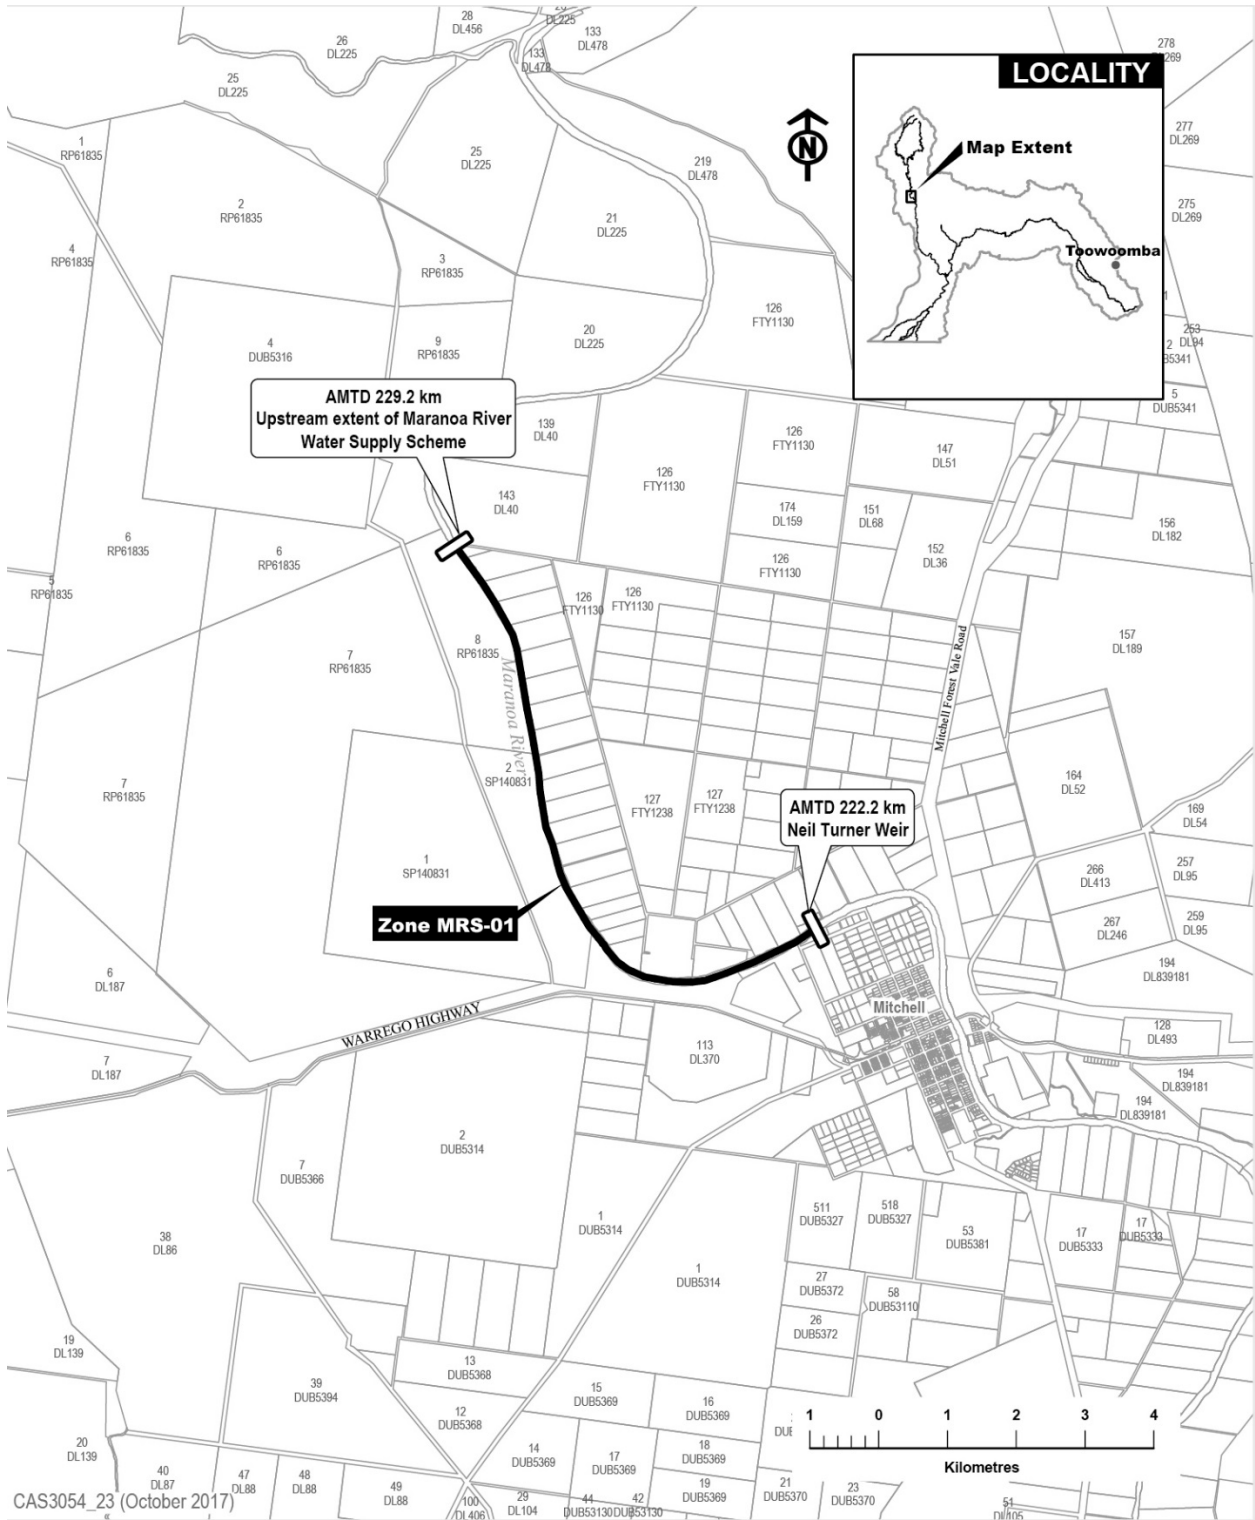 28
DL456
20
DL225
133
DL478
26
DL225
133
DL478
278
DL269
LOCALITY
Map Extent
Toowoomba
N
25
DL225
1
RP61835
25
DL225
219
DL478
277
DL269
2
RP61835
21
DL225
275
DL269
4
RP61835
3
RP61835
126
FTY1130
4
DUB5316
9
RP61835
20
DL225
253
DL94
2
B5341
5
DUB5341
AMTD 229.2 km
Upstream extent of Maranoa River
Water Supply Scheme
139
DL40
126
FTY1130
147
DL51
126
FTY1130
143
DL40
174
DL159
151
DL68
156
DL182
6
RP61835
6
RP61835
126
FTY1130
152
DL36
5
RP61835
126
FTY1130
126
FTY1130
8
RP61835
7
RP61835
Maranoa River
Mitchell Forest Vale Road
157
DL189
2
SP140831
164
DL52
7
RP61835
127
FTY1238
127
FTY1238
AMTD 222.2 km
Neil Turner Weir
169
DL54
1
SP140831
266
DL413
257
DL95
Zone MRS-01
267
DL246
259
DL95
6
DL187
194
DL839181
WARREGO HIGHWAY
Mitchell
128
DL493
7
DL187
113
DL370
194
DL839181
194
DL839181
2
DUB5314
7
DUB5366
1
DUB5314
511
DUB5327
518
DUB5327
53
DUB5381
17
DUB5333
17
DUB5333
38
DL86
1
DUB5314
27
DUB5372
58
DUB53110
26
DUB5372
19
DL139
13
DUB5368
39
DUB5394
15
DUB5369
16
DUB5369
12
DUB5368
1 0 1 2 3 4
Kilometres
20
DL139
14
DUB5369
17
DUB5369
18
DUB5369
40
DL87
47
DL88
48
DL88
49
DL88
19
DUB5369
21
DUB5370
23
DUB5370
100
DL406
29
DL104
44
DUB53130
42
DUB53130
51
DL105
CAS3054_23 (October 2017)